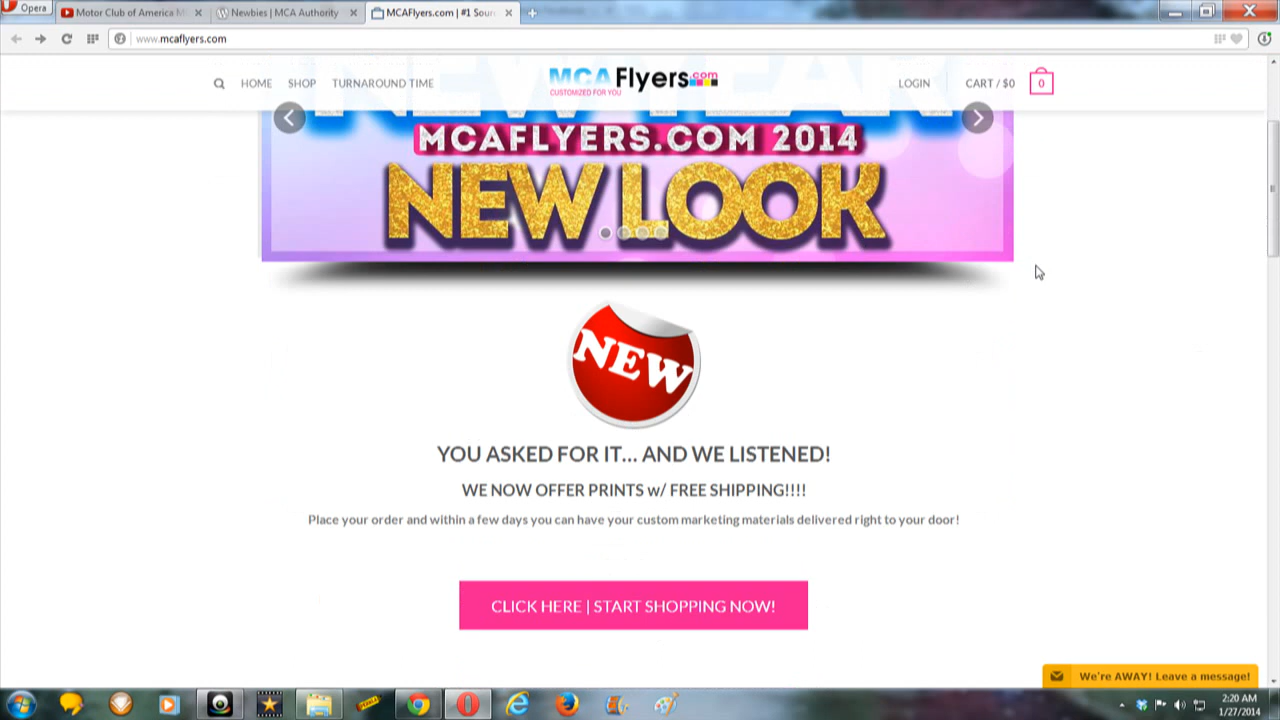 Opera
Motor Club of America M
Newbies | MCA Authority
MCAFlyers.com | #1 Sour
www.mcaflyers.com
HOME
SHOP
TURNAROUND TIME
MCAFlyers.com
CUSTOMIZED FOR YOU
LOGIN
CART / $0
0
NEW YEAR
MCAFLYERS.COM 2014
NEW LOOK
NEW
YOU ASKED FOR IT... AND WE LISTENED!
WE NOW OFFER PRINTS w/ FREE SHIPPING!!!!
Place your order and within a few days you can have your custom marketing materials delivered right to your door!
CLICK HERE | START SHOPPING NOW!
We're AWAY! Leave a message!
2:20 AM
1/27/2014